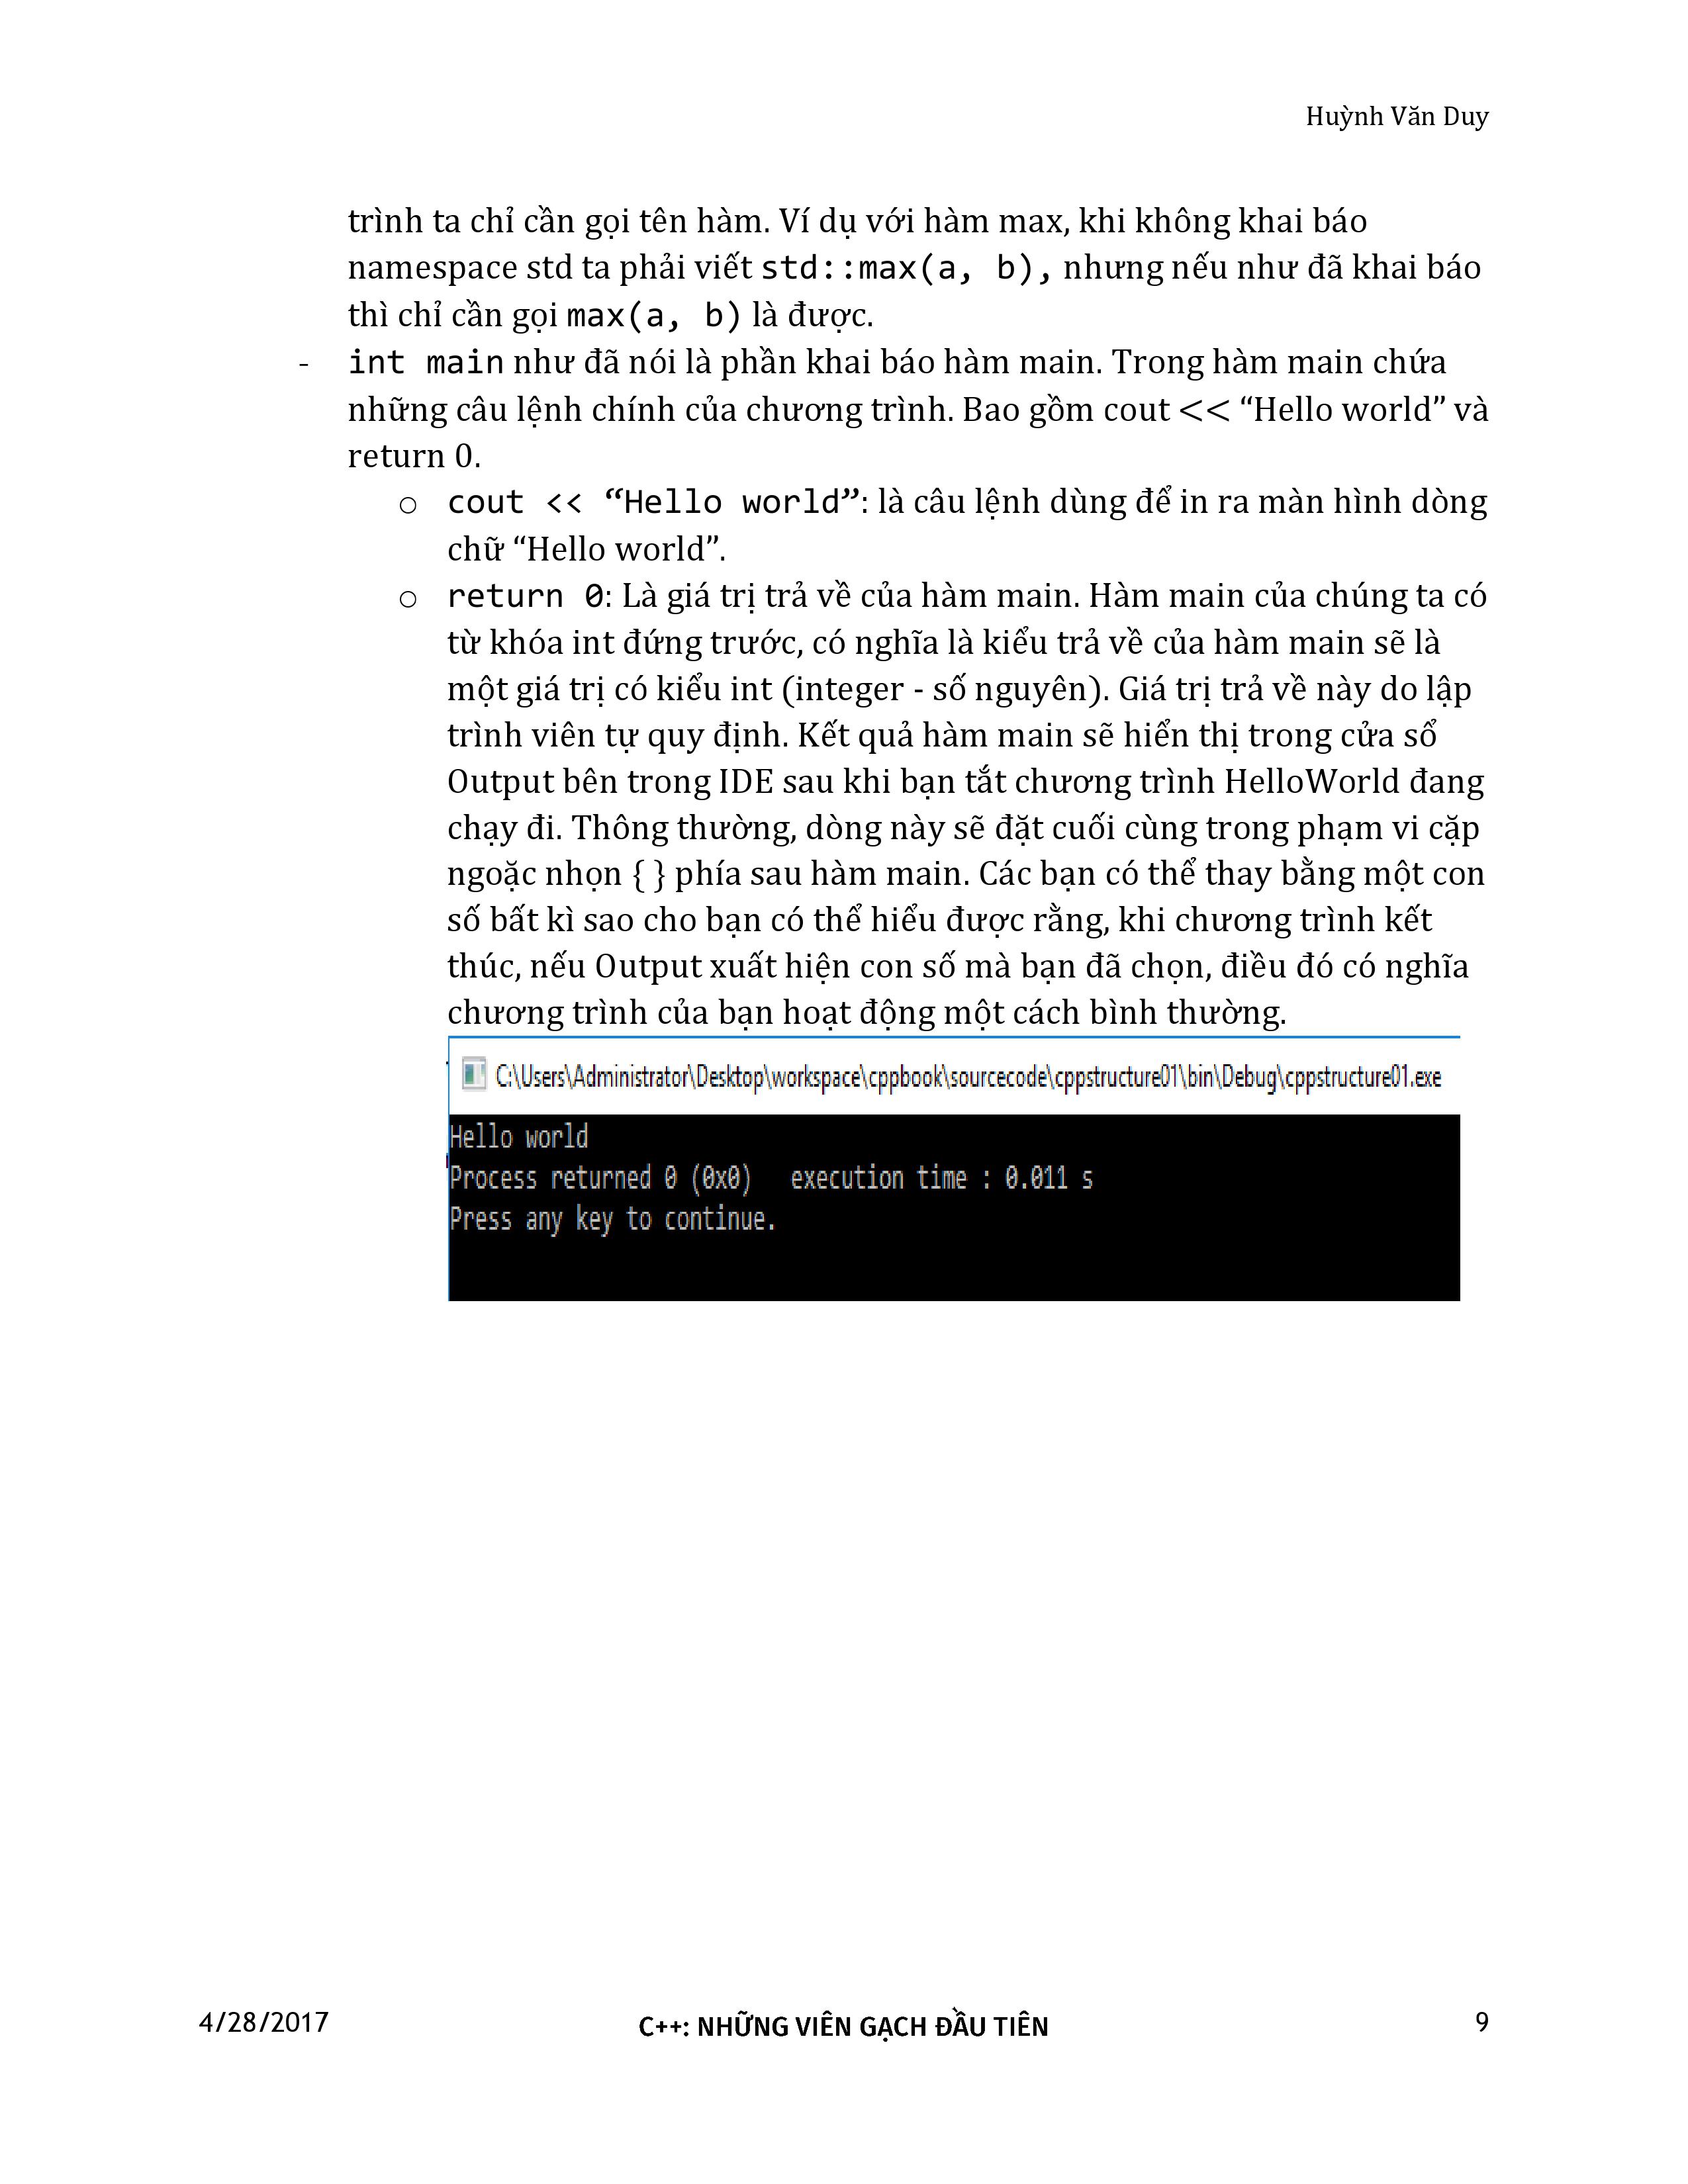 Huỳnh Văn Duy
trình ta chỉ cần gọi tên hàm. Ví dụ với hàm max, khi không khai báo
namespace std ta phải viết std::max(a, b), nhưng nếu như đã khai báo
thì chỉ cần gọi max(a, b) là được.
- int main như đã nói là phần khai báo hàm main. Trong hàm main chứa
những câu lệnh chính của chương trình. Bao gồm cout << “Hello world” và
return 0.
o cout << “Hello world”: là câu lệnh dùng để in ra màn hình dòng
chữ “Hello world”.
o return 0: Là giá trị trả về của hàm main. Hàm main của chúng ta có
từ khóa int đứng trước, có nghĩa là kiểu trả về của hàm main sẽ là
một giá trị có kiểu int (integer - số nguyên). Giá trị trả về này do lập
trình viên tự quy định. Kết quả hàm main sẽ hiển thị trong cửa sổ
Output bên trong IDE sau khi bạn tắt chương trình HelloWorld đang
chạy đi. Thông thường, dòng này sẽ đặt cuối cùng trong phạm vi cặp
ngoặc nhọn { } phía sau hàm main. Các bạn có thể thay bằng một con
số bất kì sao cho bạn có thể hiểu được rằng, khi chương trình kết
thúc, nếu Output xuất hiện con số mà bạn đã chọn, điều đó có nghĩa
chương trình của bạn hoạt động một cách bình thường.
C:\Users\Administrator\Desktop\workspace\cppbook\sourcecode\cppstructure01\bin\Debug\cppstructure01.exe
Hello world
Process returned 0 (0x0)   execution time : 0.011 s
Press any key to continue.
4/28/2017
C++: NHỮNG VIÊN GẠCH ĐẦU TIÊN
9